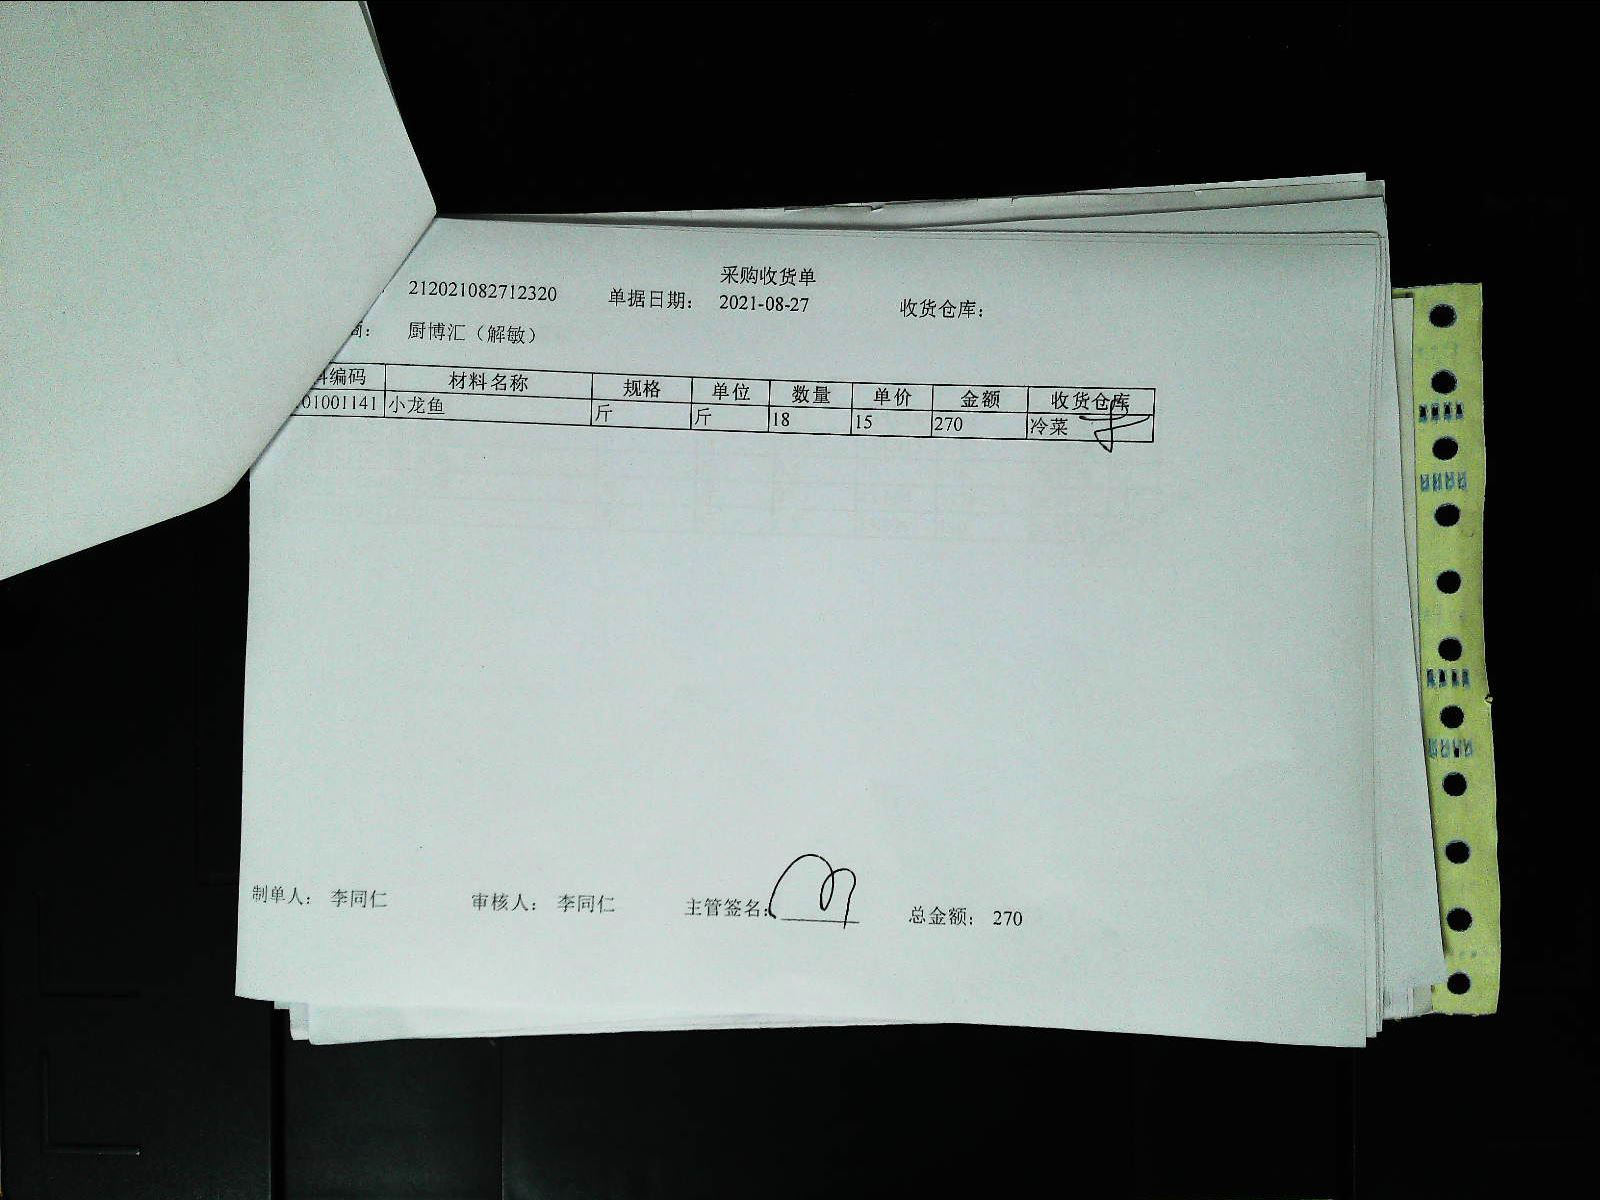 采购收货单
212021082712320 单据日期: 2021-08-27 收货仓库:
商: 厨博汇（解敏）
编码 材料名称 规格 单位 数量 单价 金额 收货仓库
01001141 小龙鱼 斤 斤 18 15 270 冷菜
制单人: 李同仁 审核人: 李同仁 主管签名: 总金额: 270